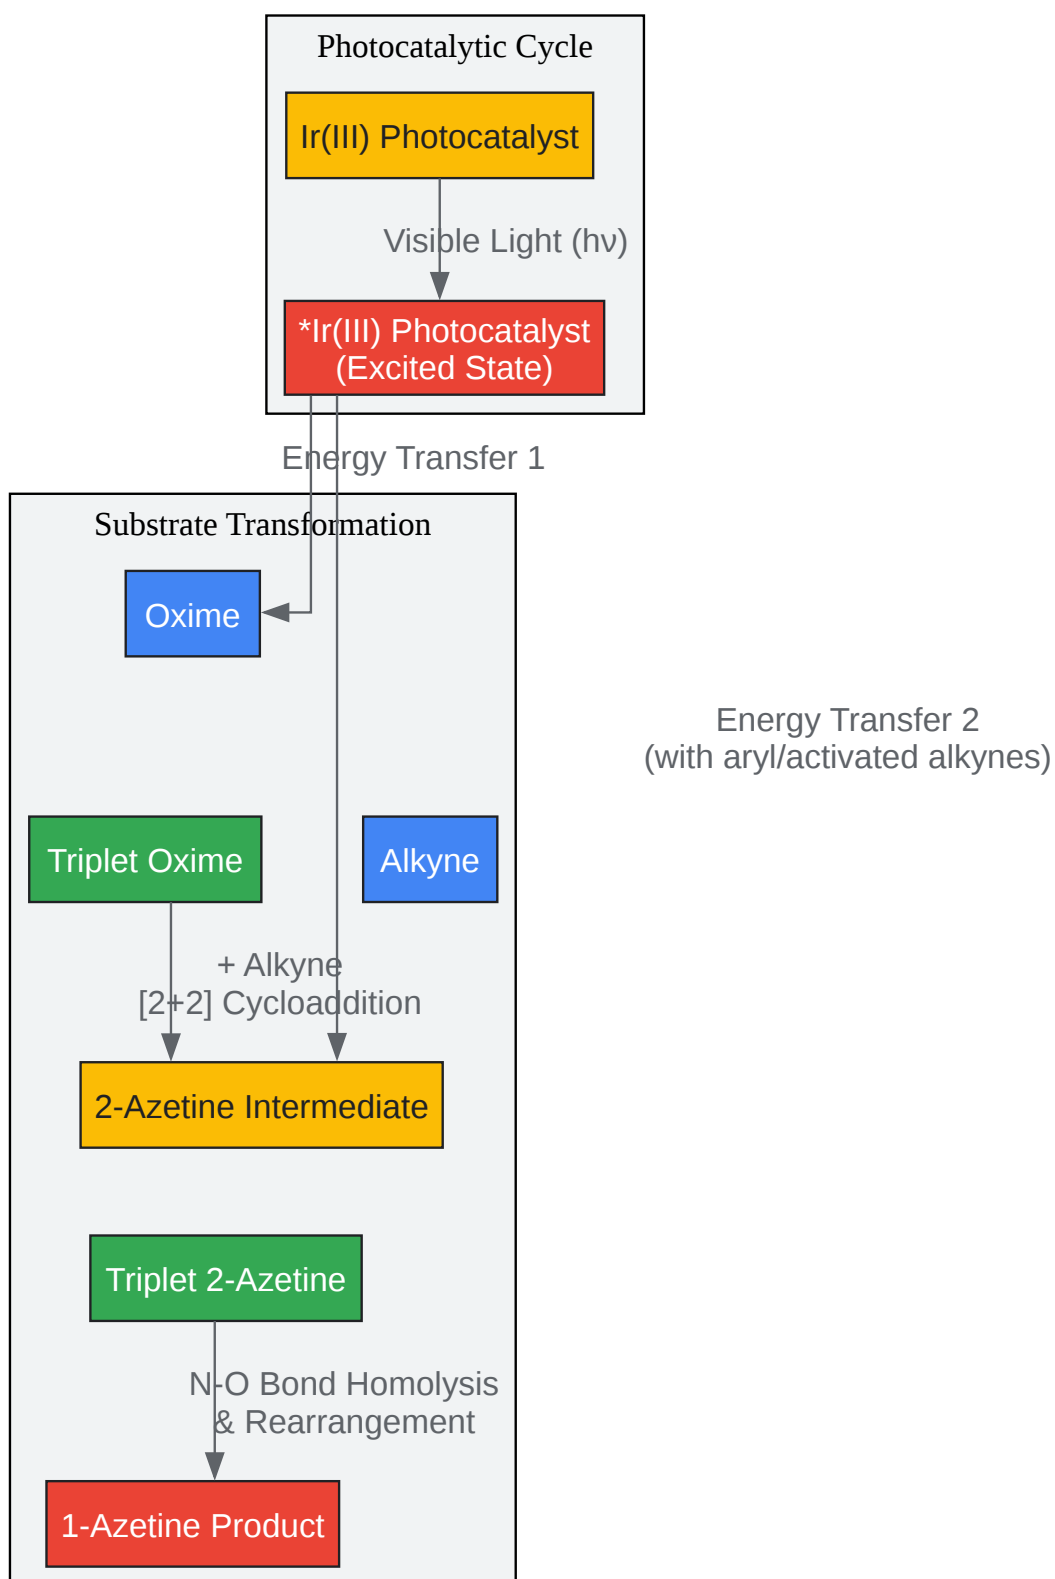 Photocatalytic Cycle
Ir(III) Photocatalyst
Visible Light (hν)
*Ir(III) Photocatalyst
(Excited State)
Energy Transfer 1
Substrate Transformation
Oxime
Energy Transfer 2
(with aryl/activated alkynes)
Triplet Oxime
Alkyne
+ Alkyne
[2+2] Cycloaddition
2-Azetine Intermediate
Triplet 2-Azetine
N-O Bond Homolysis
& Rearrangement
1-Azetine Product